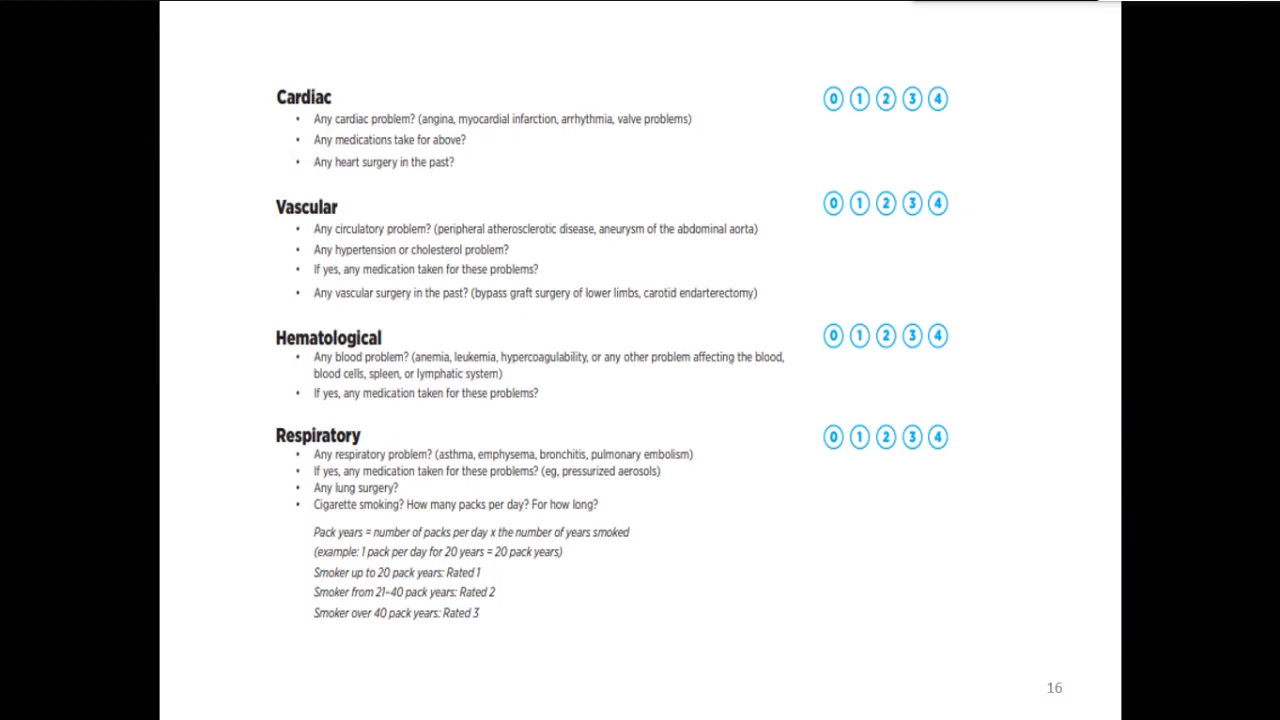 Cardiac 0 1 2 3 4
• Any cardiac problem? (angina, myocardial infarction, arrhythmia, valve problems)
• Any medications take for above?
• Any heart surgery in the past?
Vascular 0 1 2 3 4
• Any circulatory problem? (peripheral atherosclerotic disease, aneurysm of the abdominal aorta)
• Any hypertension or cholesterol problem?
• If yes, any medication taken for these problems?
• Any vascular surgery in the past? (bypass graft surgery of lower limbs, carotid endarterectomy)
Hematological 0 1 2 3 4
• Any blood problem? (anemia, leukemia, hypercoagulability, or any other problem affecting the blood,
blood cells, spleen, or lymphatic system)
• If yes, any medication taken for these problems?
Respiratory 0 1 2 3 4
• Any respiratory problem? (asthma, emphysema, bronchitis, pulmonary embolism)
• If yes, any medication taken for these problems? (eg, pressurized aerosols)
• Any lung surgery?
• Cigarette smoking? How many packs per day? For how long?
Pack years = number of packs per day x the number of years smoked
(example: 1 pack per day for 20 years = 20 pack years)
Smoker up to 20 pack years: Rated 1
Smoker from 21–40 pack years: Rated 2
Smoker over 40 pack years: Rated 3
16